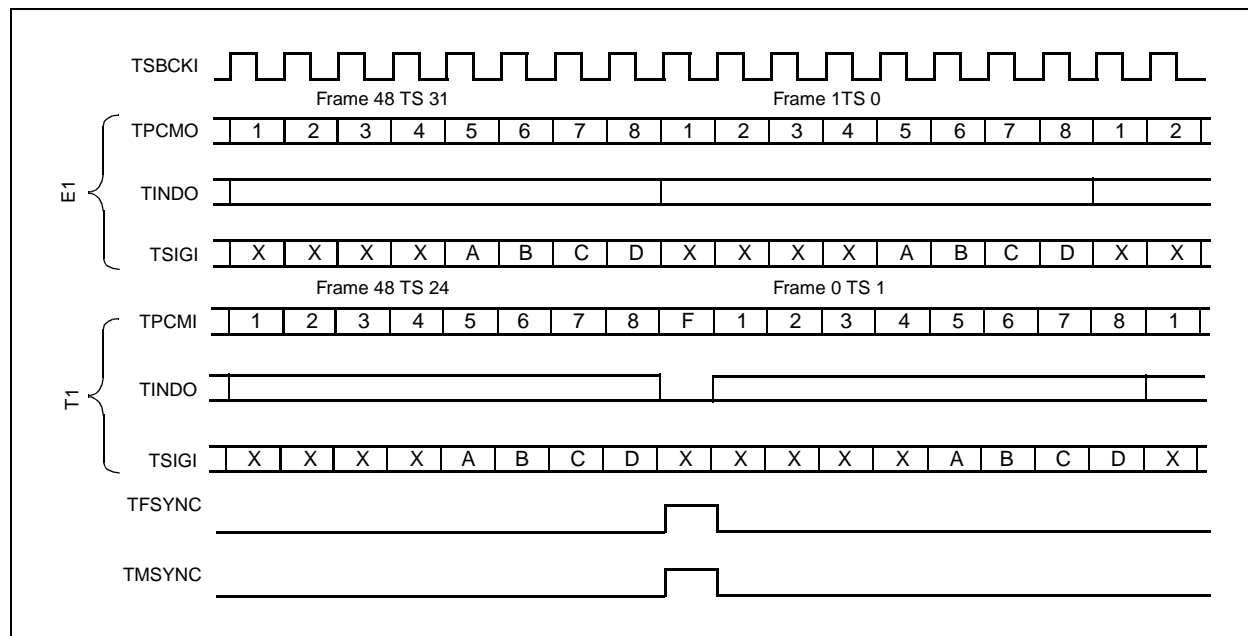 TSBCKI
Frame 48 TS 31 Frame 1TS 0
TPCMO 1 2 3 4 5 6 7 8 1 2 3 4 5 6 7 8 1 2
E1
TINDO
TSIGI X X X X A B C D X X X X A B C D X X
Frame 48 TS 24 Frame 0 TS 1
TPCMI 1 2 3 4 5 6 7 8 F 1 2 3 4 5 6 7 8 1
T1
TINDO
TSIGI X X X X A B C D X X X X X A B C D X
TFSYNC
TMSYNC